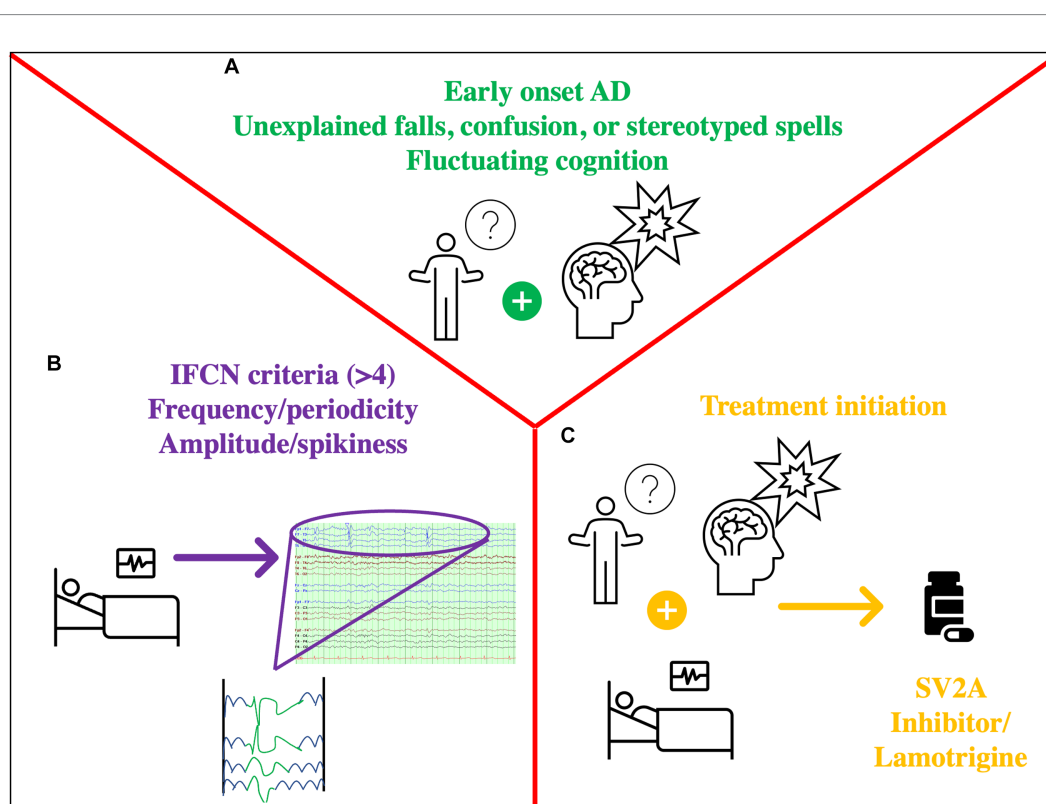 A
Early onset AD
Unexplained falls, confusion, or stereotyped spells
Fluctuating cognition
?
+
B
IFCN criteria (>4)
Frequency/periodicity
Amplitude/spikiness
C
Treatment initiation
?
+
SV2A
Inhibitor/
Lamotrigine